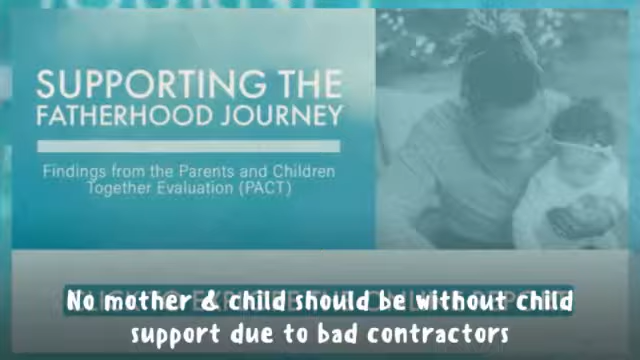 SUPPORTING THE
FATHERHOOD JOURNEY
Findings from the Parents and Children
Together Evaluation (PACT)
No mother & child should be without child
support due to bad contractors